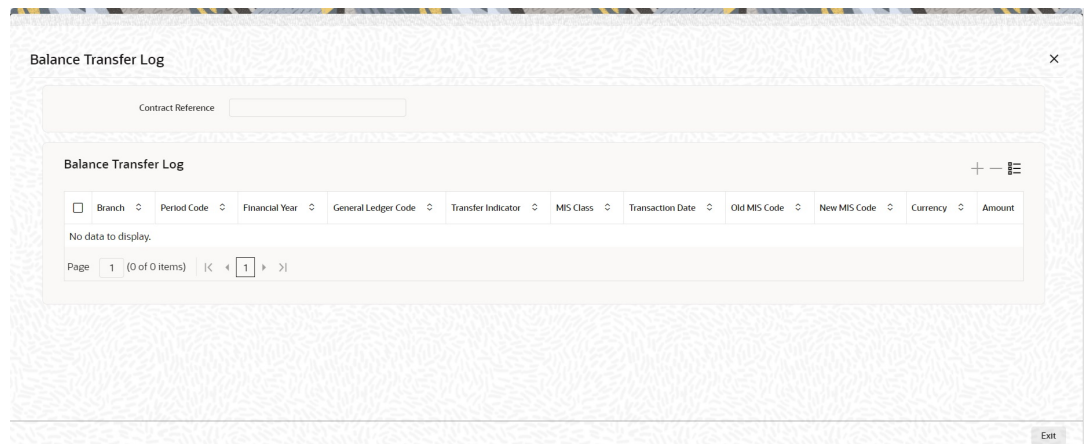 Balance Transfer Log
Contract Reference
Balance Transfer Log
Branch Period Code Financial Year General Ledger Code Transfer Indicator MIS Class Transaction Date Old MIS Code New MIS Code Currency Amount
No data to display.
Page 1 (0 of 0 items) 1
Exit